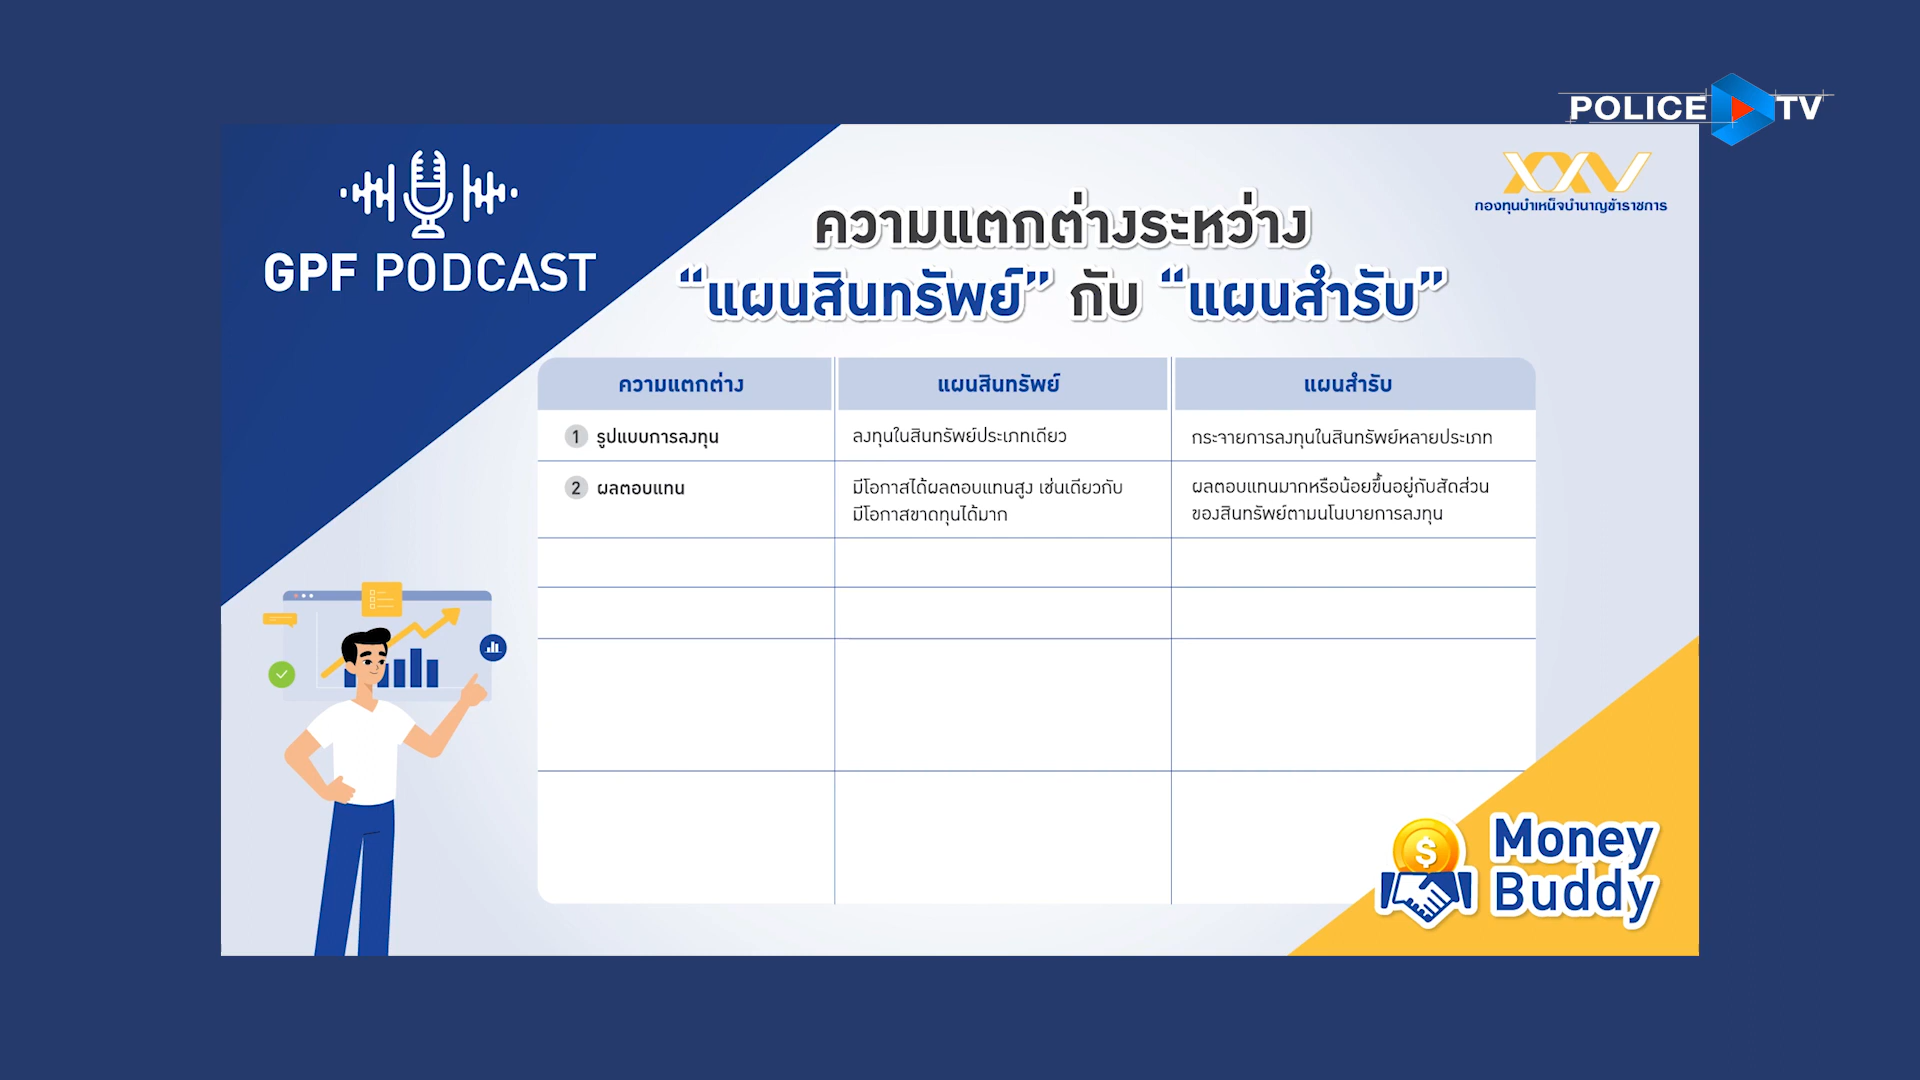 POLICE TV
XXV
กองทุนบำเหน็จบำนาญข้าราชการ
GPF PODCAST
ความแตกต่างระหว่าง
“แผนสินทรัพย์” กับ “แผนสำรับ”
ความแตกต่าง
แผนสินทรัพย์
แผนสำรับ
1 รูปแบบการลงทุน
ลงทุนในสินทรัพย์ประเภทเดียว
กระจายการลงทุนในสินทรัพย์หลายประเภท
2 ผลตอบแทน
มีโอกาสได้ผลตอบแทนสูง เช่นเดียวกับ
มีโอกาสขาดทุนได้มาก
ผลตอบแทนมากหรือน้อยขึ้นอยู่กับสัดส่วน
ของสินทรัพย์ตามนโนบายการลงทุน
$
Money
Buddy